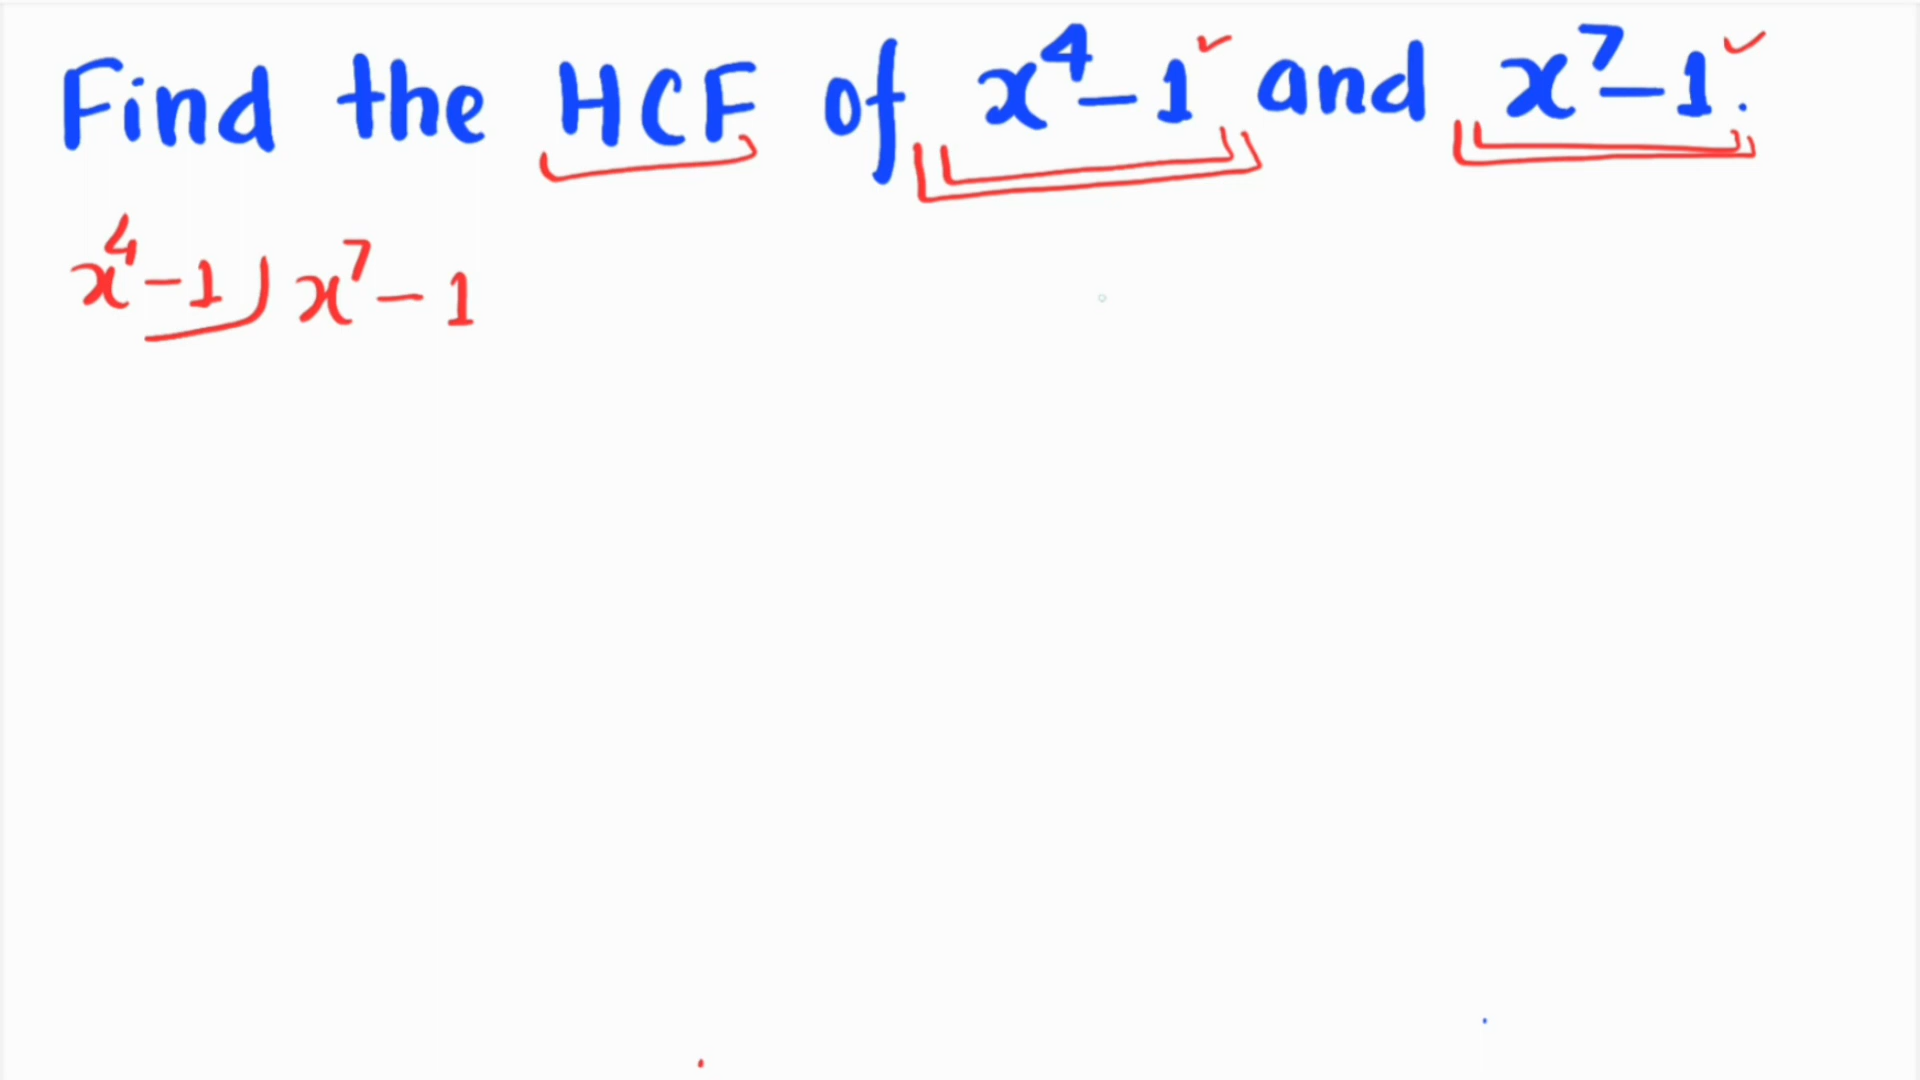 Find the HCF of x⁴-1 and x⁷-1.
x⁴-1) x⁷-1